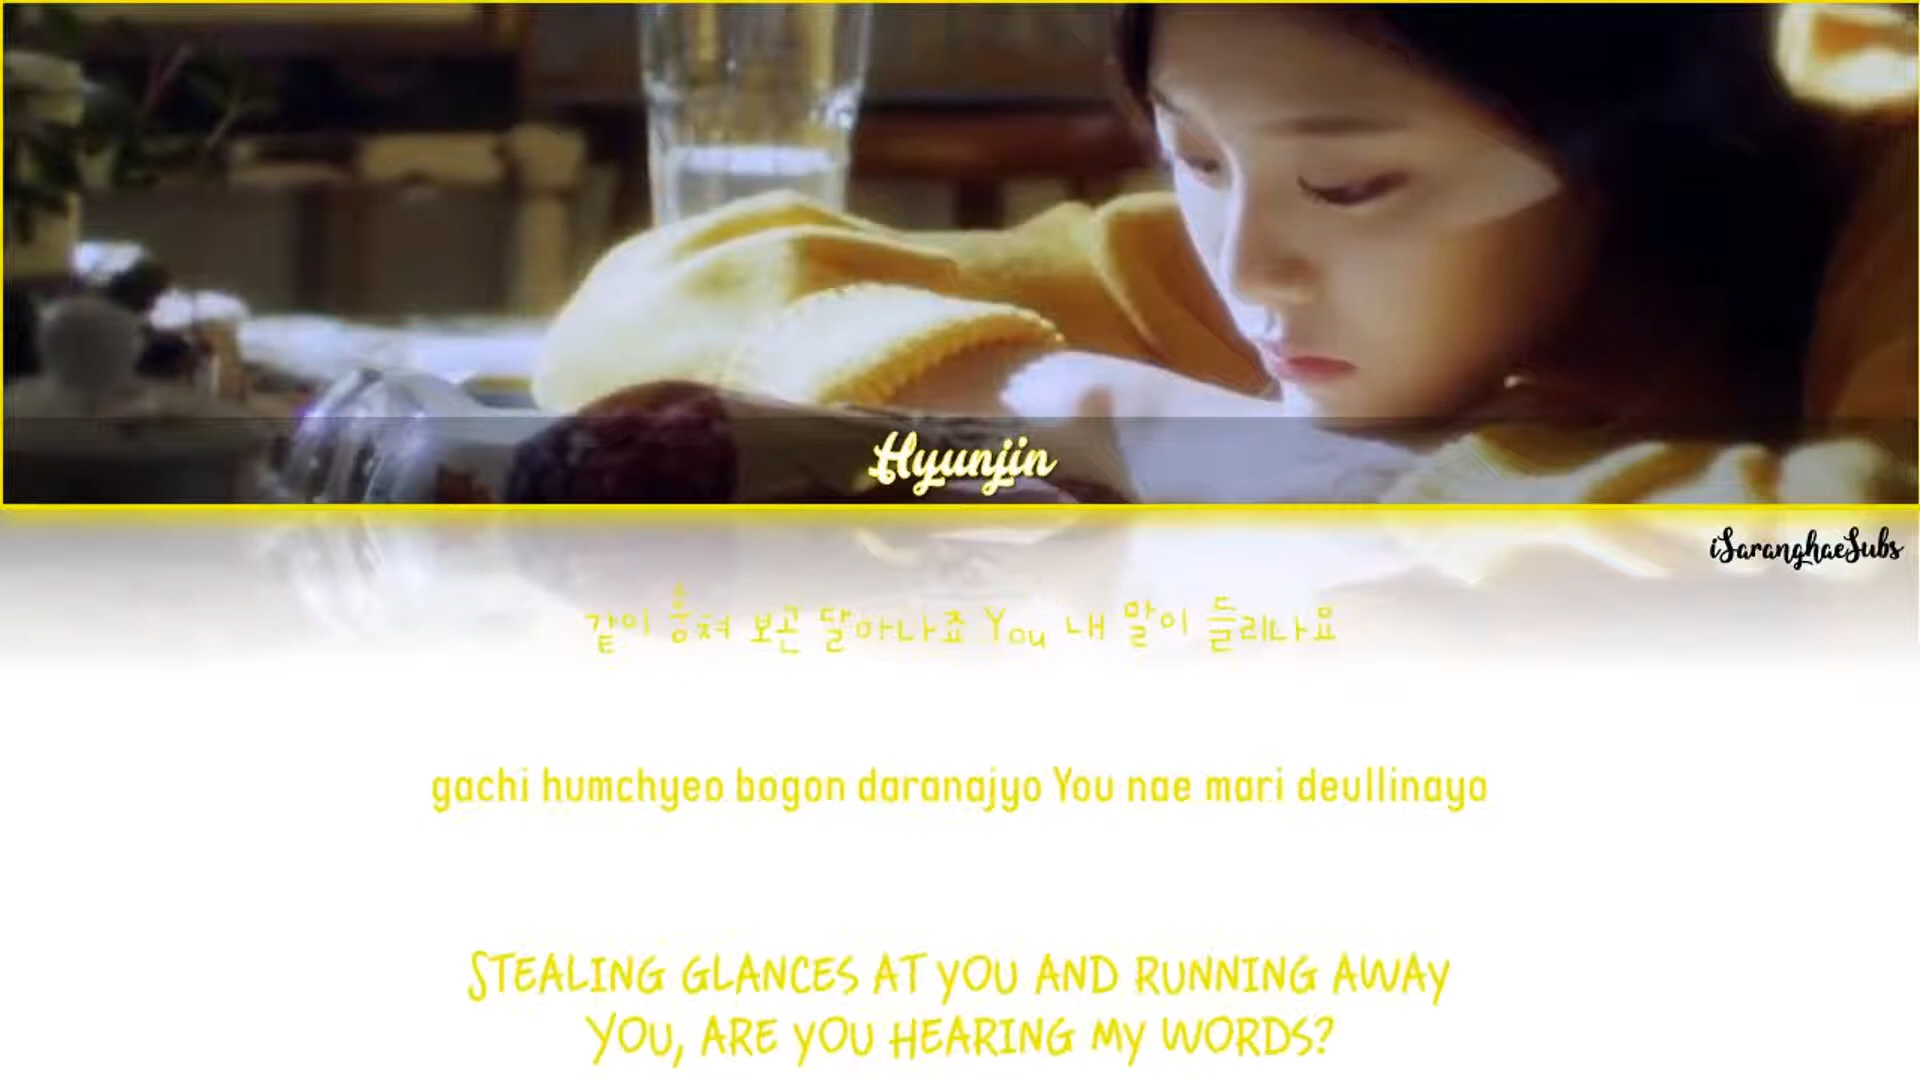 Hyunjin
iSaranghaeSubs
같이 훔쳐 보곤 달아나죠 You 내 말이 들리나요
gachi humchyeo bogon daranajyo You nae mari deullinayo
STEALING GLANCES AT YOU AND RUNNING AWAY
YOU, ARE YOU HEARING MY WORDS?